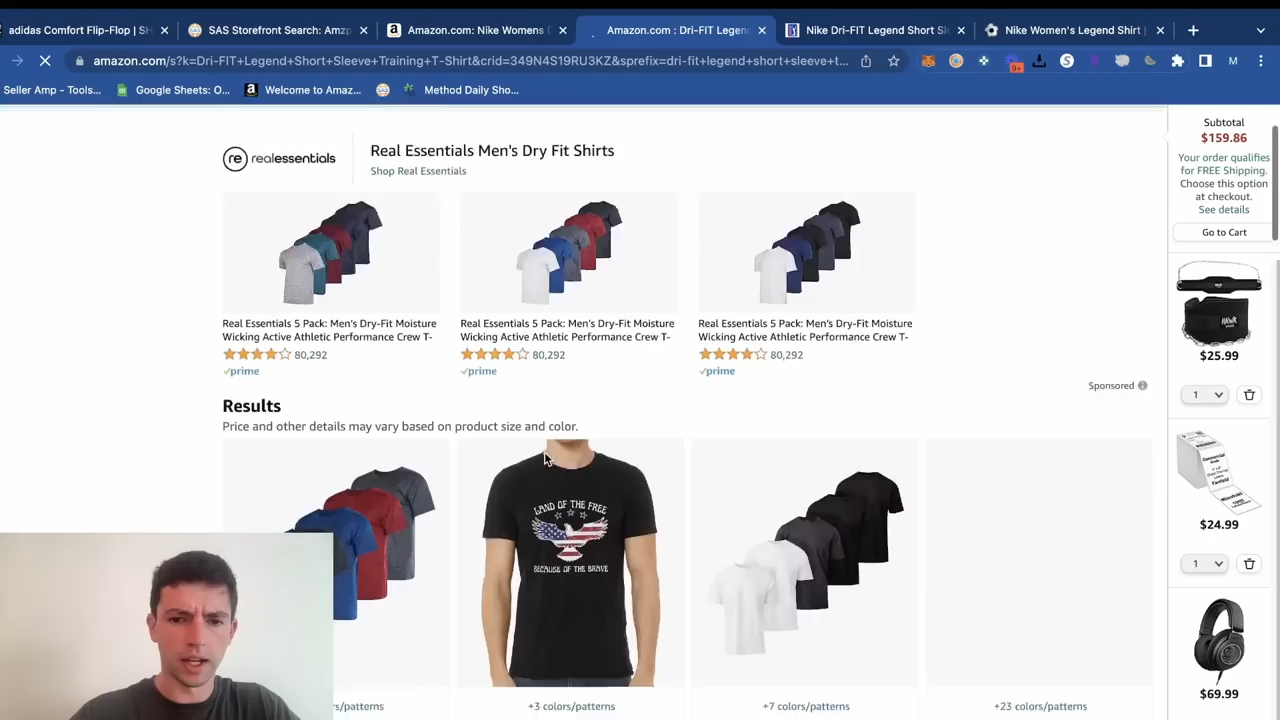 adidas Comfort Flip-Flop | SH
SAS Storefront Search: Amzp
Amazon.com: Nike Womens D
Amazon.com : Dri-FIT Legen
Nike Dri-FIT Legend Short Sl
Nike Women's Legend Shirt |
amazon.com/s?k=Dri-FIT+Legend+Short+Sleeve+Training+T-Shirt&crid=349N4S19RU3KZ&sprefix=dri-fit+legend+short+sleeve+t...
9+
M
Seller Amp - Tools...
Google Sheets: O...
Welcome to Amaz...
SAS
Method Daily Sho...
re realessentials
Real Essentials Men's Dry Fit Shirts
Shop Real Essentials
Real Essentials 5 Pack: Men's Dry-Fit Moisture
Wicking Active Athletic Performance Crew T-
80,292
prime
Real Essentials 5 Pack: Men's Dry-Fit Moisture
Wicking Active Athletic Performance Crew T-
80,292
prime
Real Essentials 5 Pack: Men's Dry-Fit Moisture
Wicking Active Athletic Performance Crew T-
80,292
prime
Sponsored
Results
Price and other details may vary based on product size and color.
LAND OF THE FREE
BECAUSE OF THE BRAVE
rs/patterns
+3 colors/patterns
+7 colors/patterns
+23 colors/patterns
Subtotal
$159.86
Your order qualifies
for FREE Shipping.
Choose this option
at checkout.
See details
Go to Cart
$25.99
1
$24.99
1
$69.99